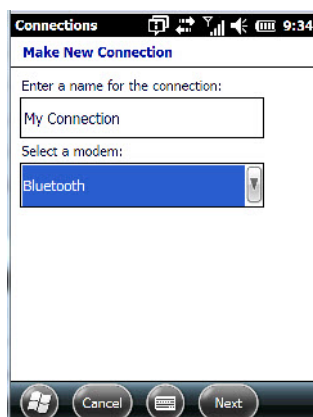 Connections 9:34
Make New Connection
Enter a name for the connection:
My Connection
Select a modem:
Bluetooth
Cancel Next